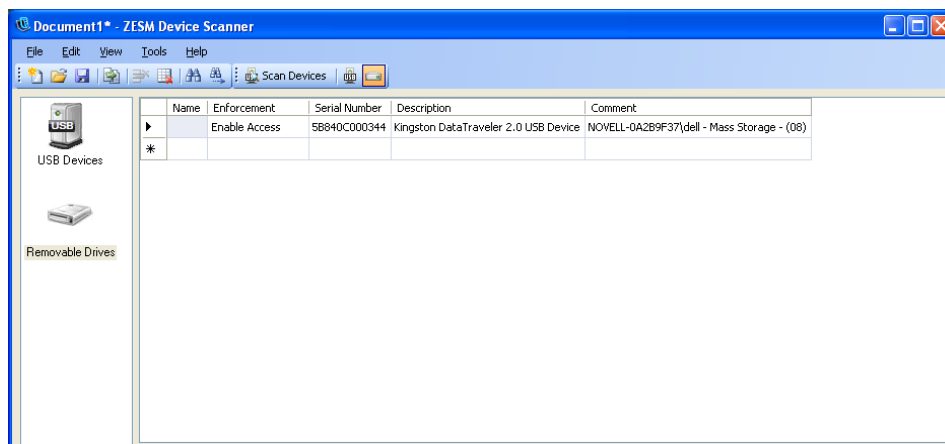 Document1* - ZESM Device Scanner
File Edit View Tools Help
Scan Devices
USB
USB Devices
Removable Drives
Name Enforcement Serial Number Description Comment
Enable Access 5B840C000344 Kingston DataTraveler 2.0 USB Device NOVELL-0A2B9F37\dell - Mass Storage - (08)